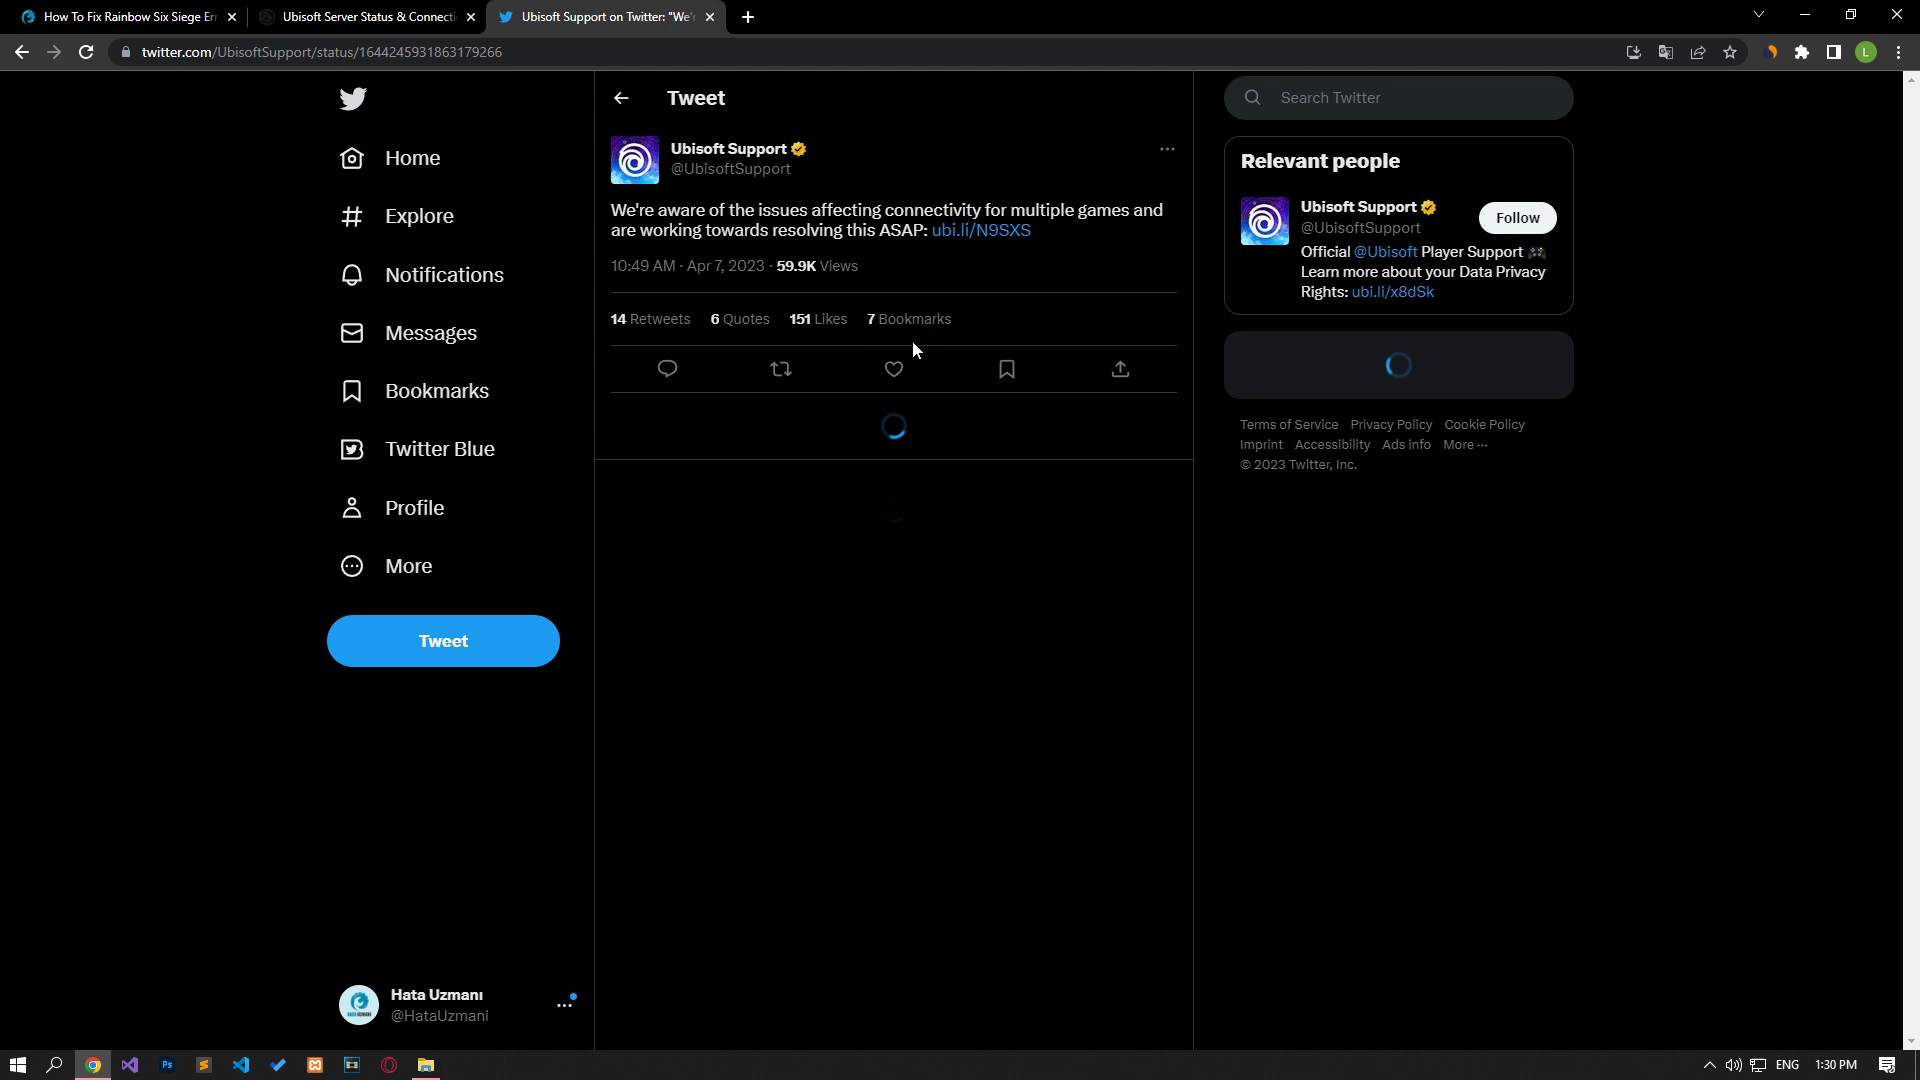 How To Fix Rainbow Six Siege Err
Ubisoft Server Status & Connecti
Ubisoft Support on Twitter: "We'r
twitter.com/UbisoftSupport/status/1644245931863179266
L
Home
Explore
Notifications
Messages
Bookmarks
Twitter Blue
Profile
More
Tweet
Hata Uzmanı
@HataUzmani
Tweet
Ubisoft Support
@UbisoftSupport
We're aware of the issues affecting connectivity for multiple games and
are working towards resolving this ASAP: ubi.li/N9SXS
10:49 AM · Apr 7, 2023 · 59.9K Views
14 Retweets 6 Quotes 151 Likes 7 Bookmarks
Search Twitter
Relevant people
Ubisoft Support
@UbisoftSupport
Follow
Official @Ubisoft Player Support
Learn more about your Data Privacy
Rights: ubi.li/x8dSk
Terms of Service Privacy Policy Cookie Policy
Imprint Accessibility Ads info More ···
© 2023 Twitter, Inc.
Ps
ENG
1:30 PM